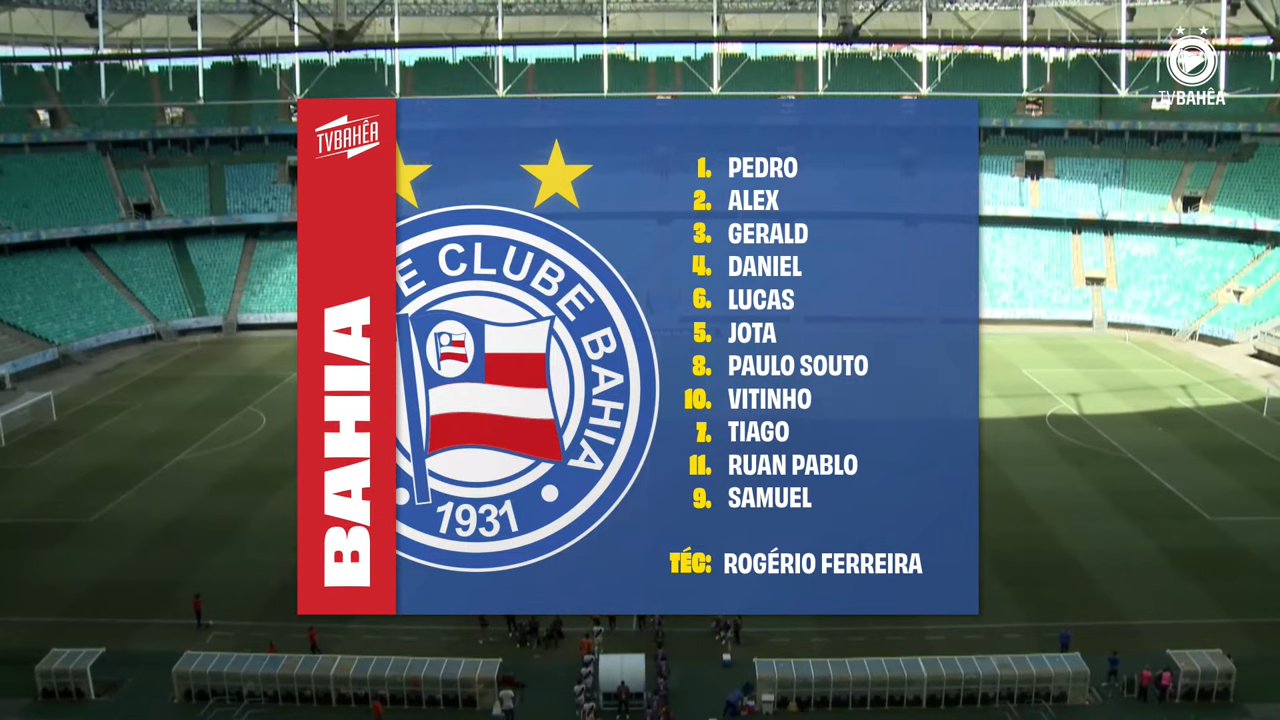 TVBAHÊA
TVBAHÊA
BAHIA
E CLUBE BAHIA
1931
1. PEDRO
2. ALEX
3. GERALD
4. DANIEL
6. LUCAS
5. JOTA
8. PAULO SOUTO
10. VITINHO
7. TIAGO
11. RUAN PABLO
9. SAMUEL
TÉC: ROGÉRIO FERREIRA